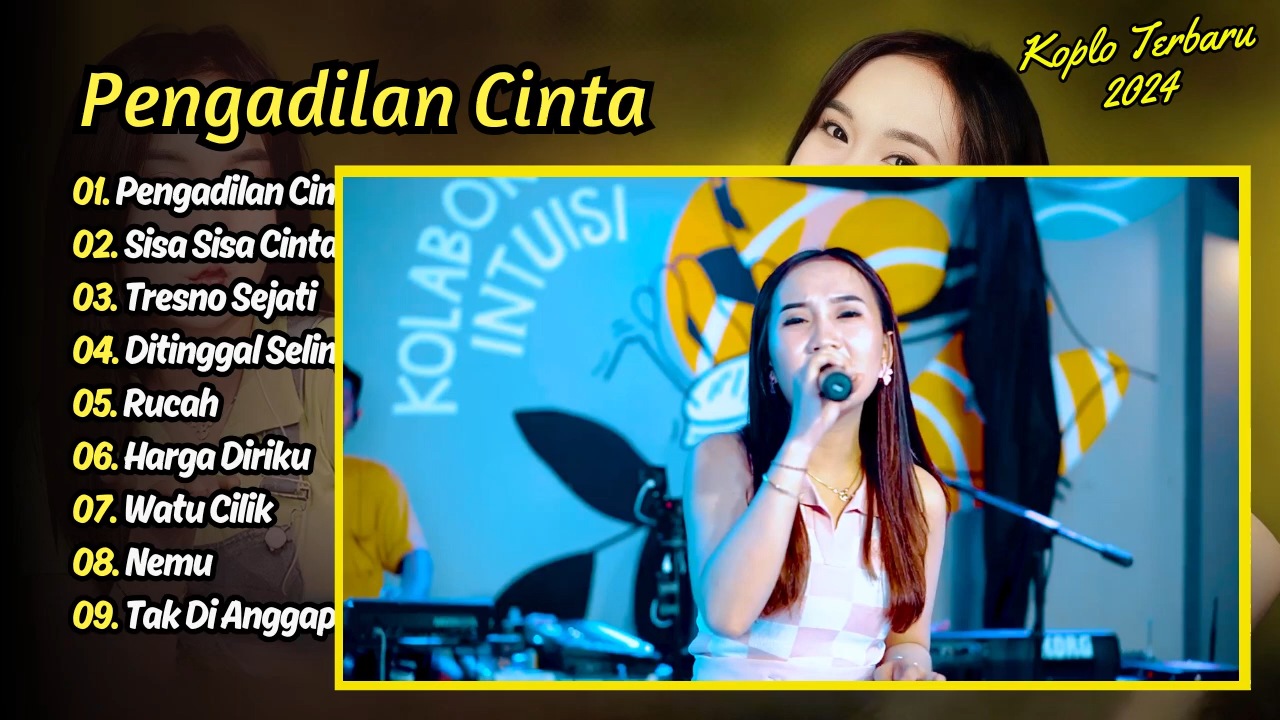 Koplo Terbaru
2024
Pengadilan Cinta
01. Pengadilan Cin
02. Sisa Sisa Cinta
03. Tresno Sejati
04. Ditinggal Selin
05. Rucah
06. Harga Diriku
07. Watu Cilik
08. Nemu
09. Tak Di Anggap
KOLABOR
INTUISI
KORG